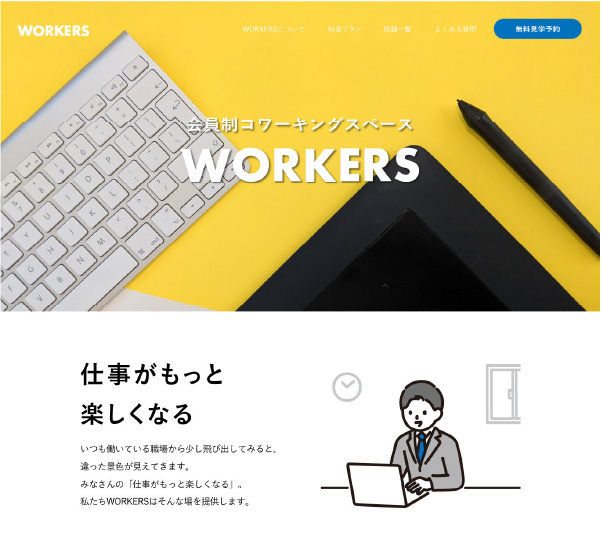 WORKERS
WORKERSについて 料金プラン 店舗一覧 よくある質問 無料見学予約
会員制コワーキングスペース
WORKERS
仕事がもっと
楽しくなる
いつも働いている職場から少し飛び出してみると、
違った景色が見えてきます。
みなさんの「仕事がもっと楽しくなる」。
私たちWORKERSはそんな場を提供します。